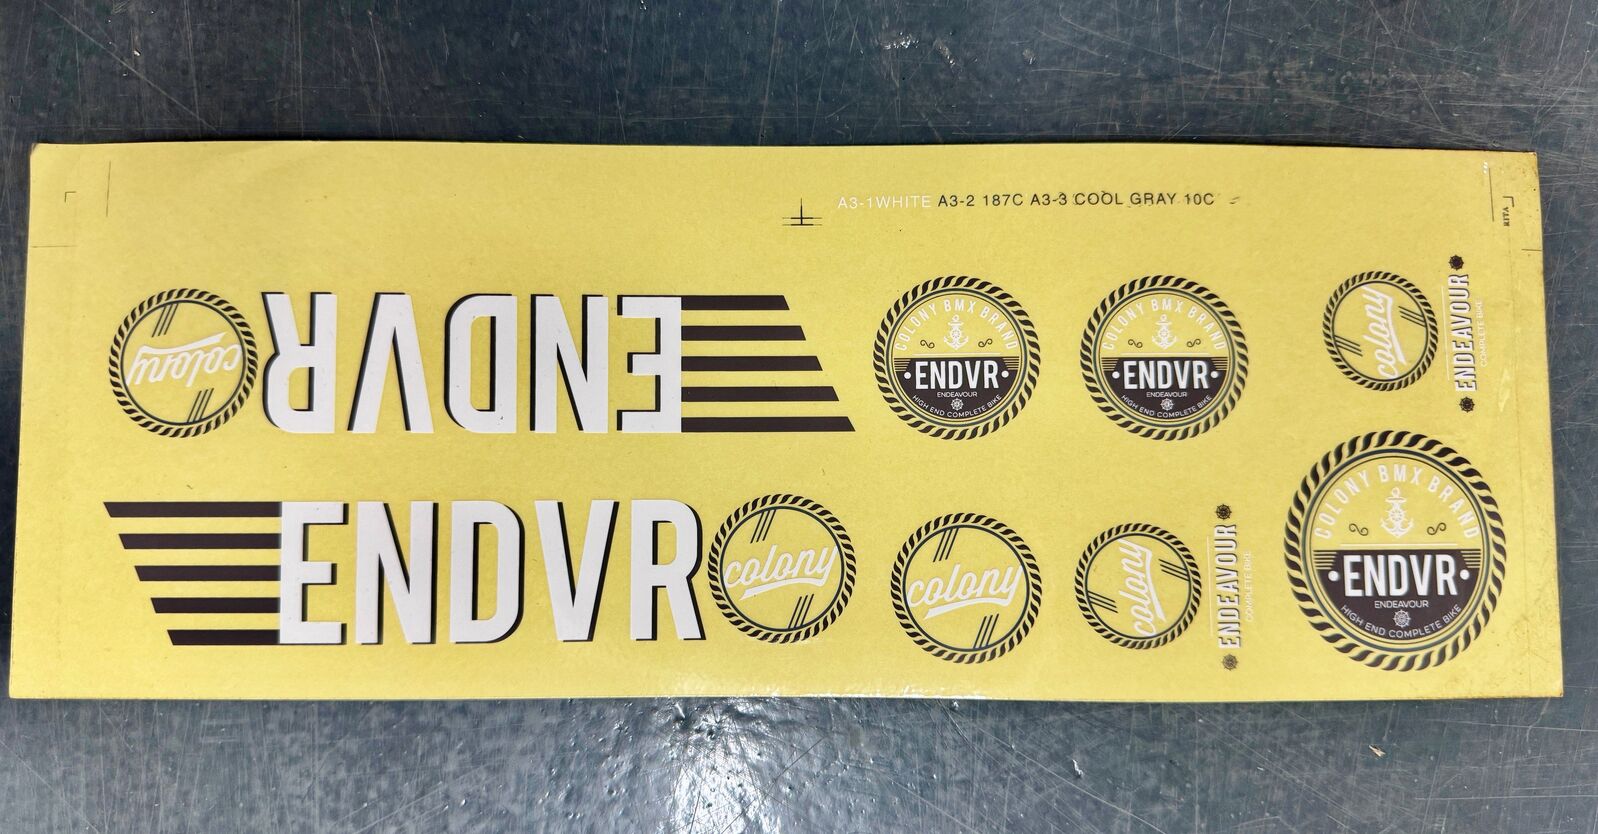 A3-1WHITE A3-2 187C A3-3 COOL GRAY 10C
KITA
colony
ENDVR
COLONY BMX BRAND
ENDVR
ENDEAVOUR
HIGH END COMPLETE BIKE
COLONY BMX BRAND
ENDVR
ENDEAVOUR
HIGH END COMPLETE BIKE
colony
ENDEAVOUR
COMPLETE BIKE
ENDVR
colony
colony
colony
ENDEAVOUR
COMPLETE BIKE
COLONY BMX BRAND
ENDVR
ENDEAVOUR
HIGH END COMPLETE BIKE